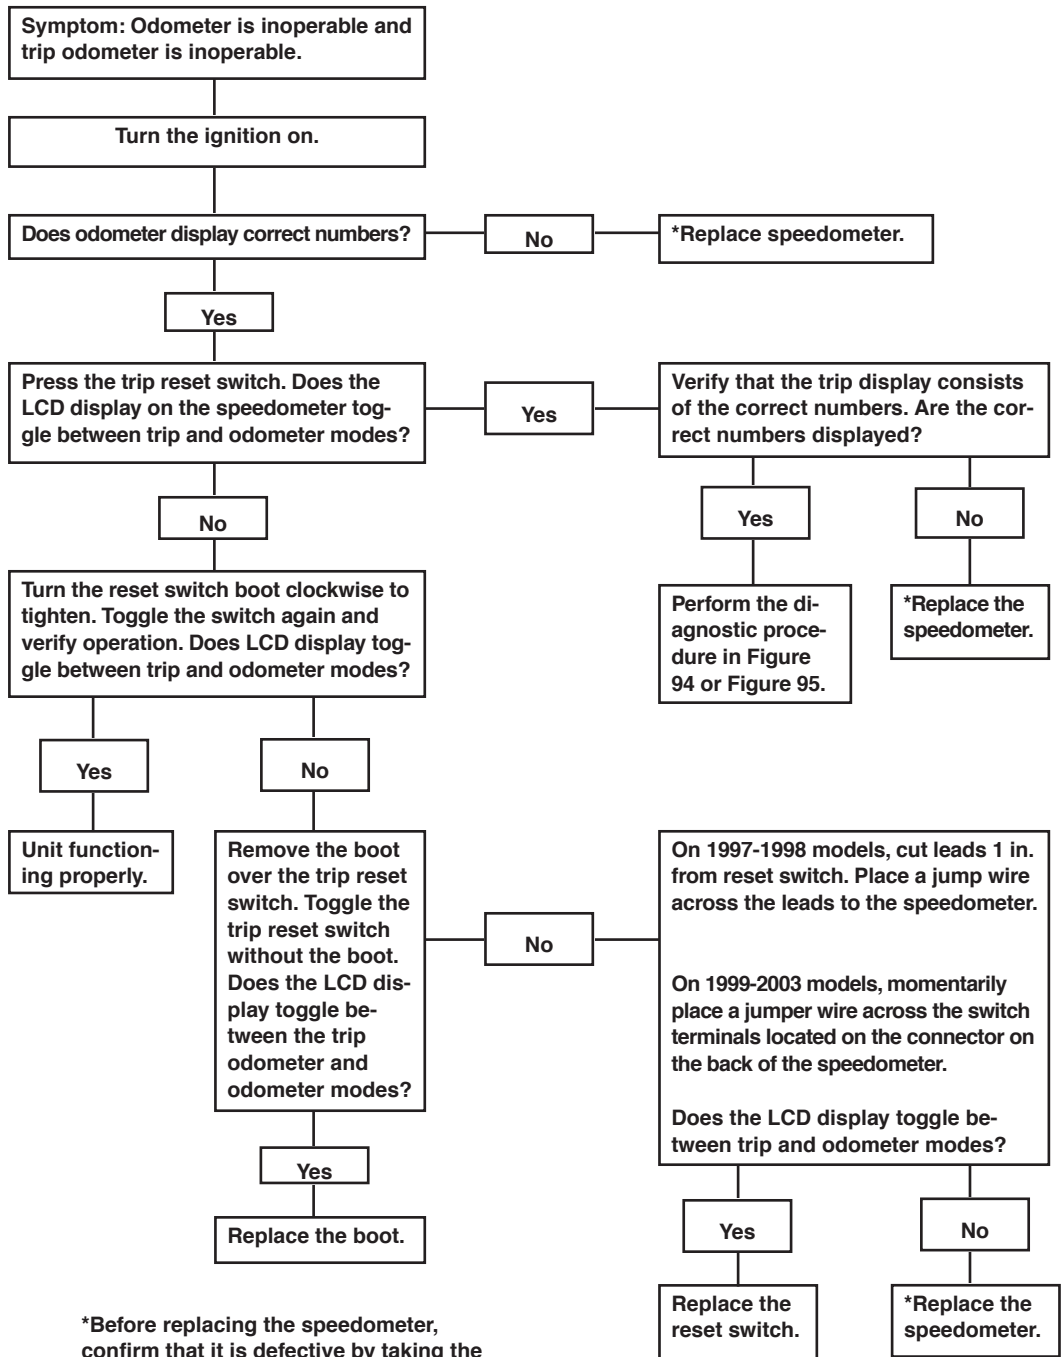 Symptom: Odometer is inoperable and
trip odometer is inoperable.
Turn the ignition on.
Does odometer display correct numbers?
No
*Replace speedometer.
Yes
Press the trip reset switch. Does the
LCD display on the speedometer tog-
gle between trip and odometer modes?
Yes
Verify that the trip display consists
of the correct numbers. Are the cor-
rect numbers displayed?
Yes
No
Perform the di-
agnostic proce-
dure in Figure
94 or Figure 95.
*Replace the
speedometer.
No
Turn the reset switch boot clockwise to
tighten. Toggle the switch again and
verify operation. Does LCD display tog-
gle between trip and odometer modes?
Yes
No
Unit function-
ing properly.
Remove the boot
over the trip reset
switch. Toggle the
trip reset switch
without the boot.
Does the LCD dis-
play toggle be-
tween the trip
odometer and
odometer modes?
No
On 1997-1998 models, cut leads 1 in.
from reset switch. Place a jump wire
across the leads to the speedometer.
On 1999-2003 models, momentarily
place a jumper wire across the switch
terminals located on the connector on
the back of the speedometer.
Does the LCD display toggle be-
tween trip and odometer modes?
Yes
Replace the boot.
Yes
No
Replace the
reset switch.
*Replace the
speedometer.
*Before replacing the speedometer,
confirm that it is defective by taking the